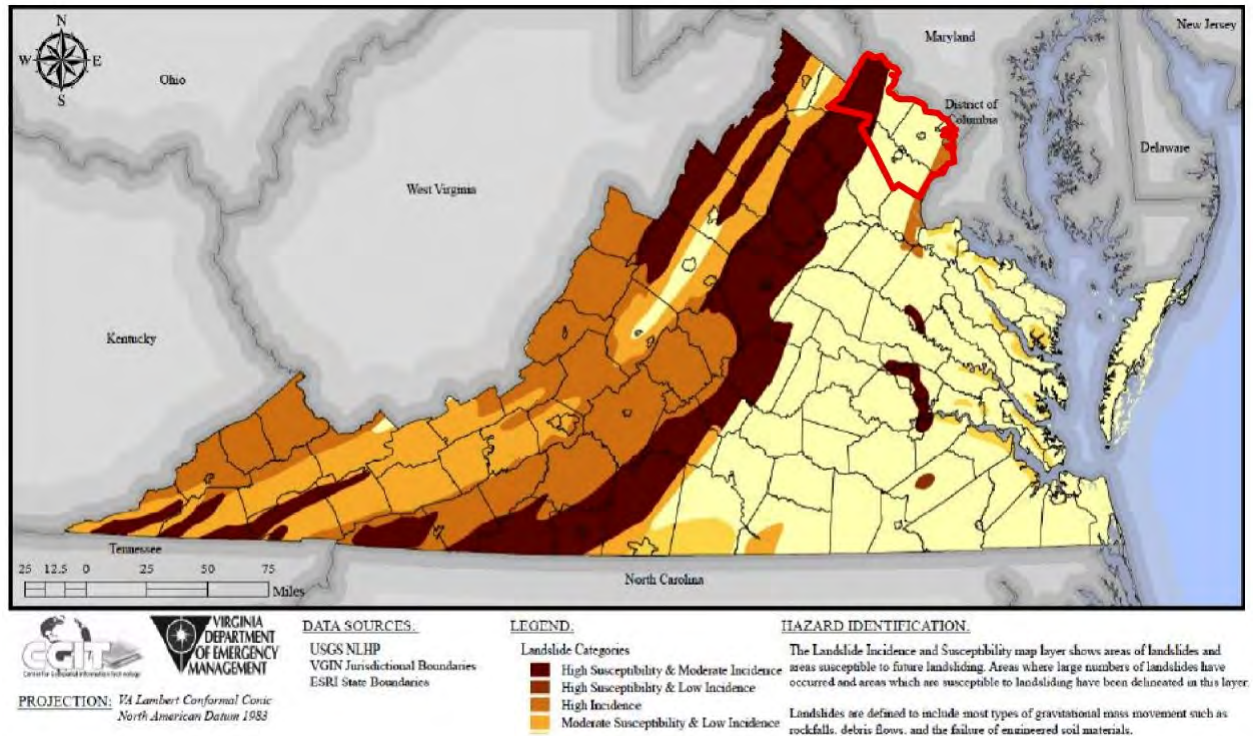 N
W E
S
Ohio
Maryland
New Jersey
District of
Columbia
Delaware
West Virginia
Kentucky
Tennessee
North Carolina
25 12.5 0 25 50 75
Miles
CGIT
Center for Geospatial Information Technology
VIRGINIA
DEPARTMENT
OF EMERGENCY
MANAGEMENT
PROJECTION: VA Lambert Conformal Conic
North American Datum 1983
DATA SOURCES:
USGS NLHP
VGIN Jurisdictional Boundaries
ESRI State Boundaries
LEGEND:
Landslide Categories
High Susceptibility & Moderate Incidence
High Susceptibility & Low Incidence
High Incidence
Moderate Susceptibility & Low Incidence
HAZARD IDENTIFICATION:
The Landslide Incidence and Susceptibility map layer shows areas of landslides and
areas susceptible to future landsliding. Areas where large numbers of landslides have
occurred and areas which are susceptible to landsliding have been delineated in this layer.
Landslides are defined to include most types of gravitational mass movement such as
rockfalls, debris flows, and the failure of engineered soil materials.